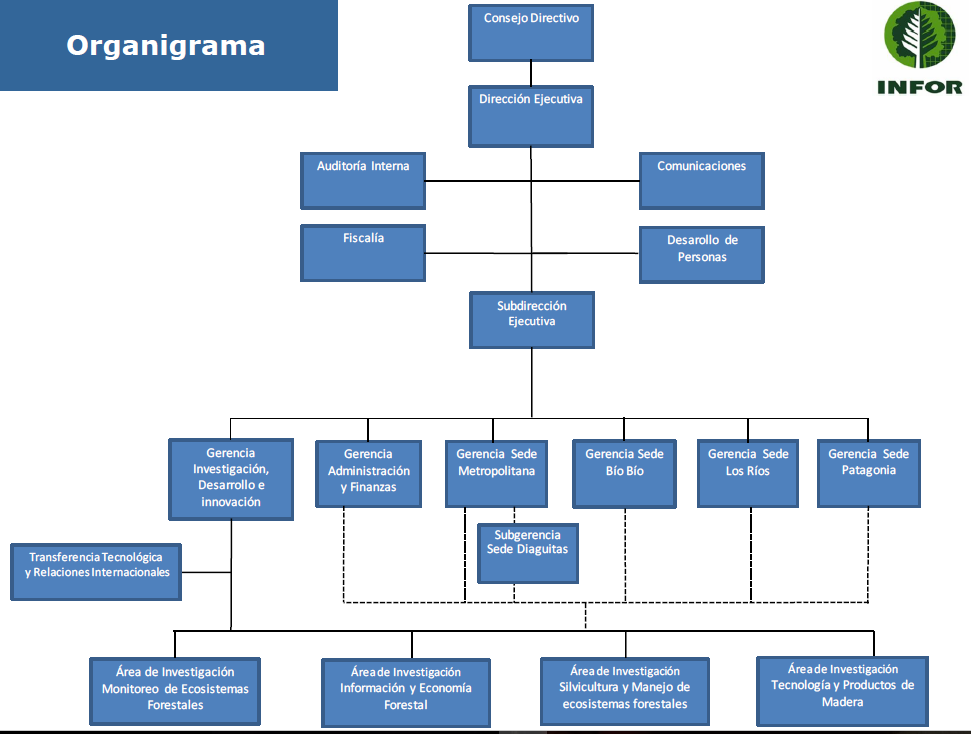 Organigrama
Consejo Directivo
INFOR
Dirección Ejecutiva
Auditoría Interna
Comunicaciones
Fiscalía
Desarollo de
Personas
Subdirección
Ejecutiva
Gerencia
Investigación,
Desarrollo e
innovación
Gerencia
Administración
y Finanzas
Gerencia Sede
Metropolitana
Gerencia Sede
Bío Bío
Gerencia Sede
Los Ríos
Gerencia Sede
Patagonia
Subgerencia
Sede Diaguitas
Transferencia Tecnológica
y Relaciones Internacionales
Área de Investigación
Monitoreo de Ecosistemas
Forestales
Área de Investigación
Información y Economía
Forestal
Área de Investigación
Silvicultura y Manejo de
ecosistemas forestales
Área de Investigación
Tecnología y Productos de
Madera